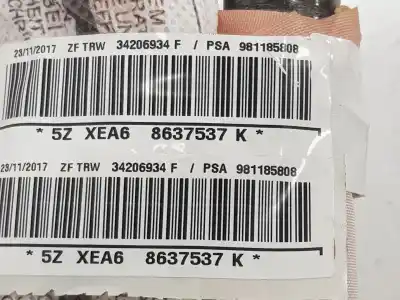 23/11/2017 ZF TRW 34206934 F / PSA 981185808
* 5Z XEA6 8637537 K *
23/11/2017 ZF TRW 34206934 F / PSA 981185808
* 5Z XEA6 8637537 K *